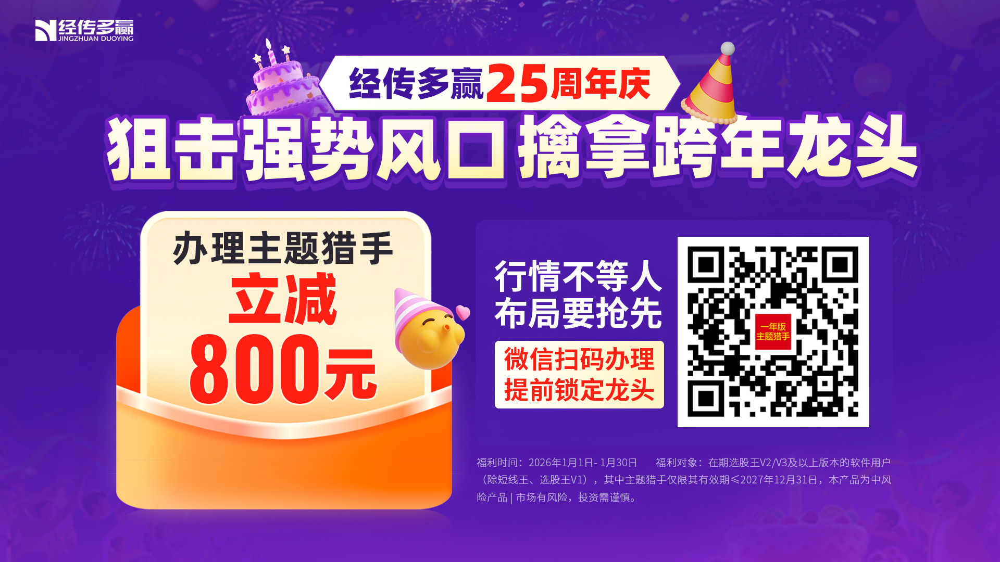 经传多赢
JINGZHUAN DUOYING
经传多赢25周年庆
狙击强势风口 擒拿跨年龙头
办理主题猎手
立减
800元
行情不等人
布局要抢先
微信扫码办理
提前锁定龙头
一年版
主题猎手
福利时间：2026年1月1日- 1月30日 福利对象：在期选股王V2/V3及以上版本的软件用户
（除短线王、选股王V1），其中主题猎手仅限其有效期≤2027年12月31日，本产品为中风
险产品 | 市场有风险，投资需谨慎。